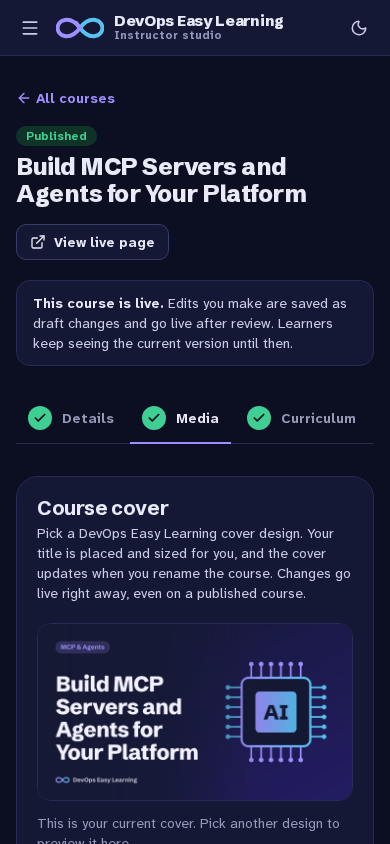 DevOps Easy Learning
Instructor studio
All courses
Published
Build MCP Servers and
Agents for Your Platform
View live page
This course is live. Edits you make are saved as
draft changes and go live after review. Learners
keep seeing the current version until then.
Details
Media
Curriculum
Course cover
Pick a DevOps Easy Learning cover design. Your
title is placed and sized for you, and the cover
updates when you rename the course. Changes go
live right away, even on a published course.
MCP & Agents
Build MCP
Servers and
Agents for
Your Platform
AI
DevOps Easy Learning
This is your current cover. Pick another design to
preview it here.